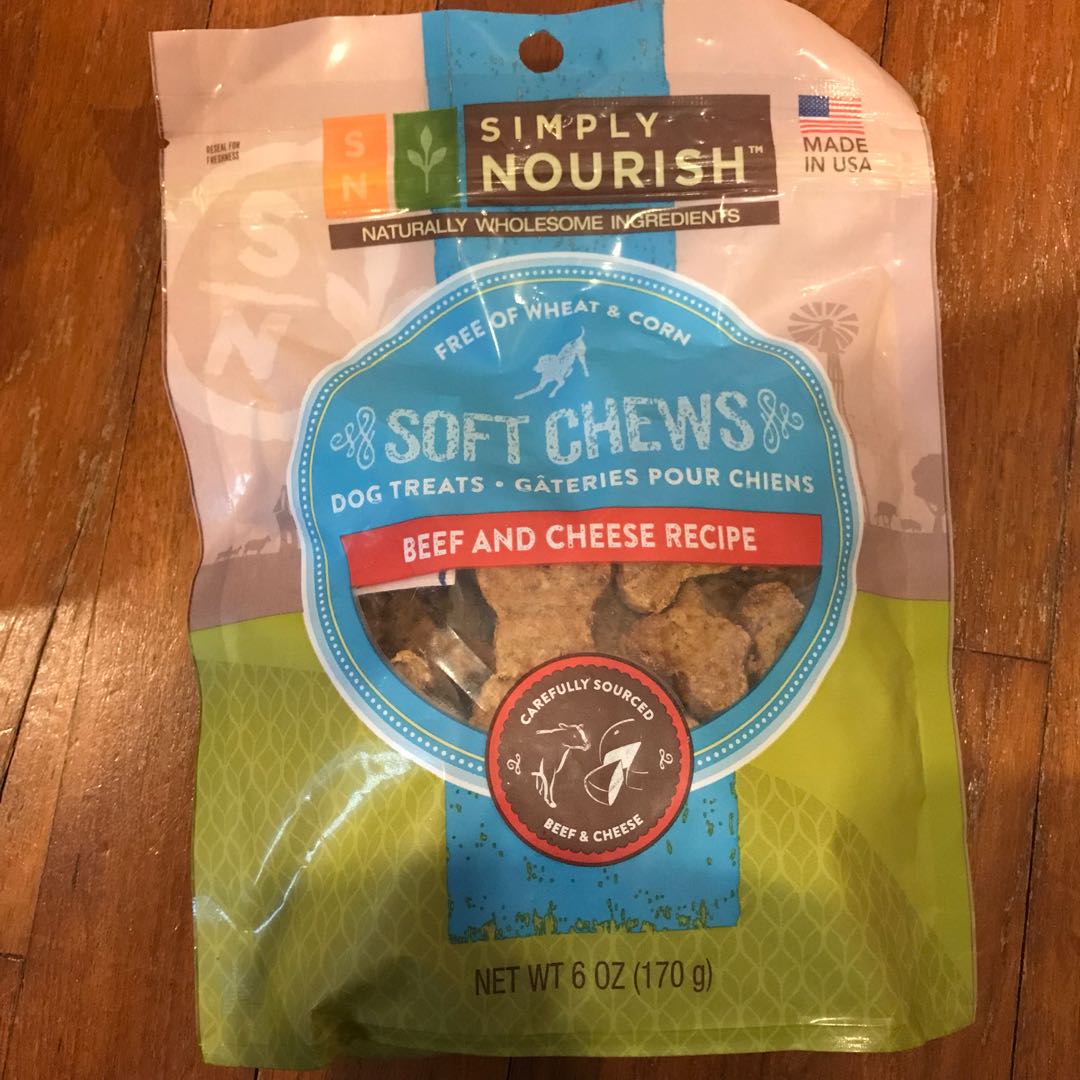 RESEAL FOR
FRESHNESS
S
N
SIMPLY
NOURISH™
NATURALLY WHOLESOME INGREDIENTS
MADE
IN USA
S
N
FREE OF WHEAT & CORN
SOFT CHEWS
DOG TREATS • GÂTERIES POUR CHIENS
BEEF AND CHEESE RECIPE
CAREFULLY SOURCED
BEEF & CHEESE
NET WT 6 OZ (170 g)